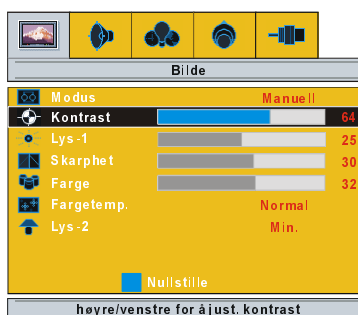 Bilde
Modus Manuell
Kontrast 64
Lys-1 25
Skarphet 30
Farge 32
Fargetemp. Normal
Lys-2 Min.
Nullstille
høyre/venstre for å just. kontrast